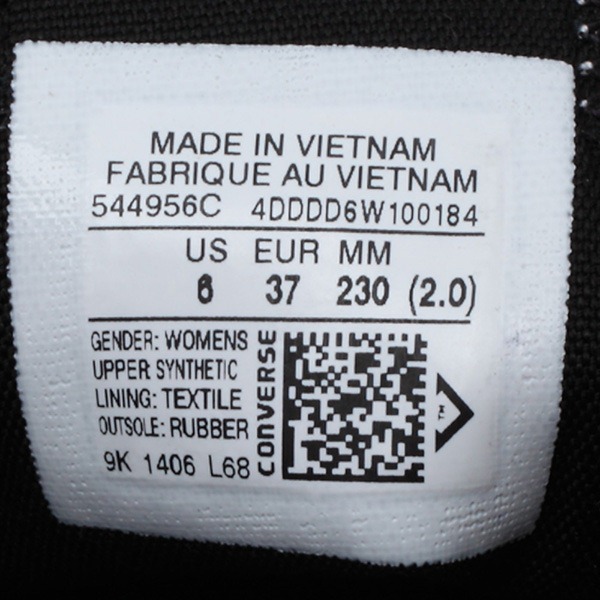 MADE IN VIETNAM
FABRIQUE AU VIETNAM
544956C 4DDDD6W100184
US EUR MM
6 37 230 (2.0)
GENDER: WOMENS
UPPER: SYNTHETIC
LINING: TEXTILE
OUTSOLE: RUBBER
9K 1406 L68
CONVERSE
TM